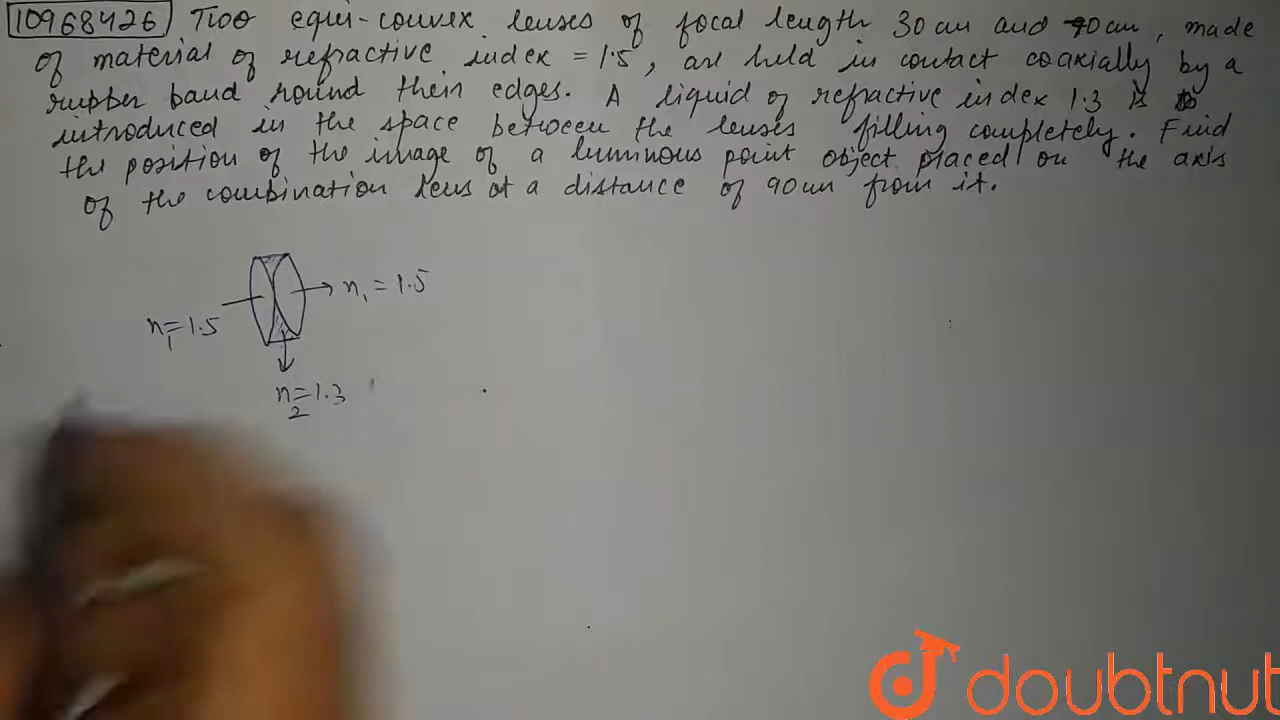 10968426 Two equi-convex lenses of focal length 30 cm and 70 cm, made
of material of refractive index = 1.5, are held in contact coaxially by a
rubber band round their edges. A liquid of refractive index 1.3 is
introduced in the space between the lenses filling completely. Find
the position of the image of a luminous point object placed on the axis
of the combination lens at a distance of 90 cm from it.
n₁ = 1.5
n₁ = 1.5
n₂ = 1.3
doubtnut